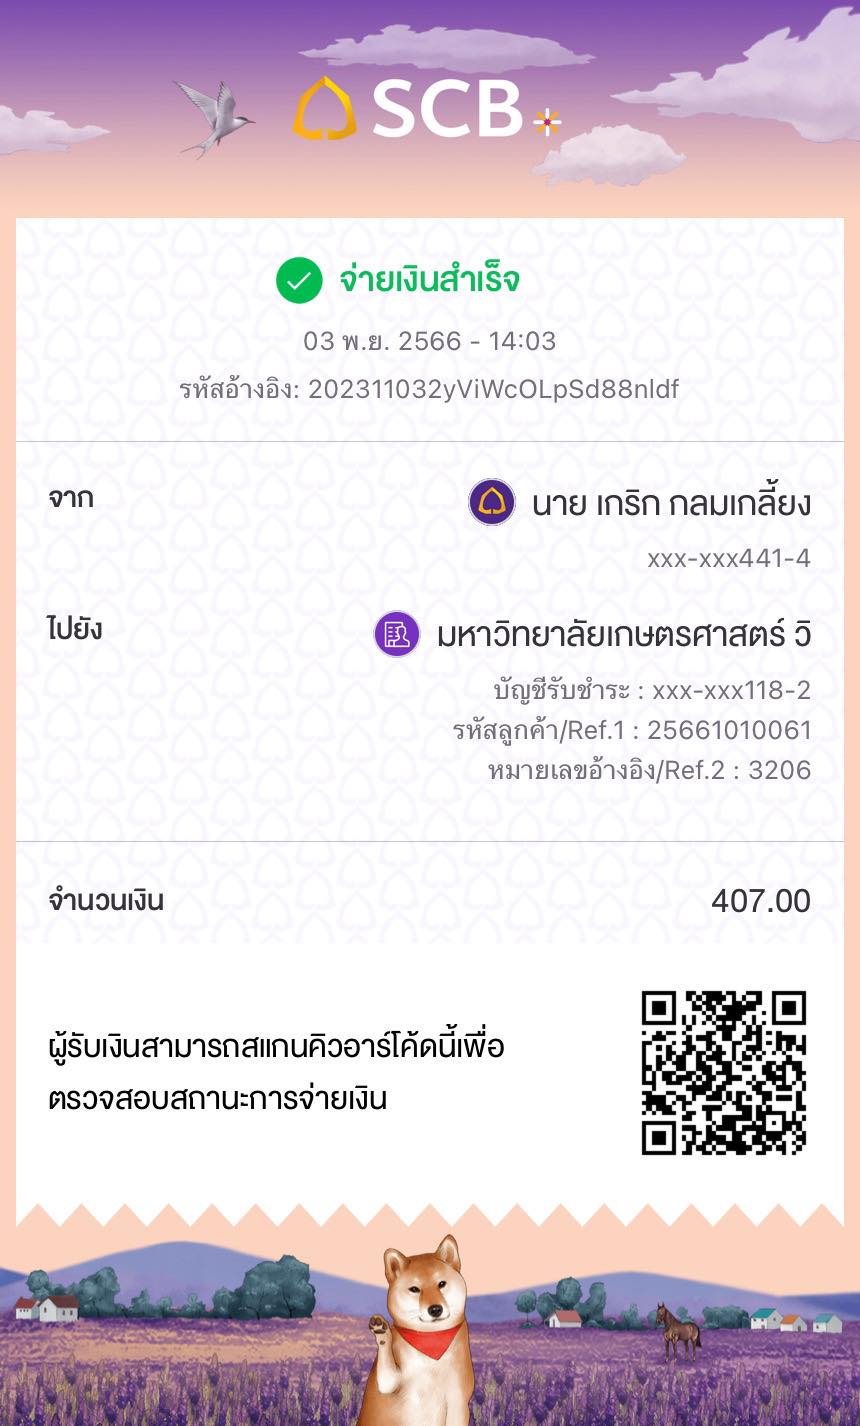 SCB
จ่ายเงินสำเร็จ
03 พ.ย. 2566 - 14:03
รหัสอ้างอิง: 202311032yViWcOLpSd88nldf
จาก
นาย เกริก กลมเกลี้ยง
xxx-xxx441-4
ไปยัง
มหาวิทยาลัยเกษตรศาสตร์ วิ
บัญชีรับชำระ : xxx-xxx118-2
รหัสลูกค้า/Ref.1 : 25661010061
หมายเลขอ้างอิง/Ref.2 : 3206
จำนวนเงิน
407.00
ผู้รับเงินสามารถสแกนคิวอาร์โค้ดนี้เพื่อ
ตรวจสอบสถานะการจ่ายเงิน